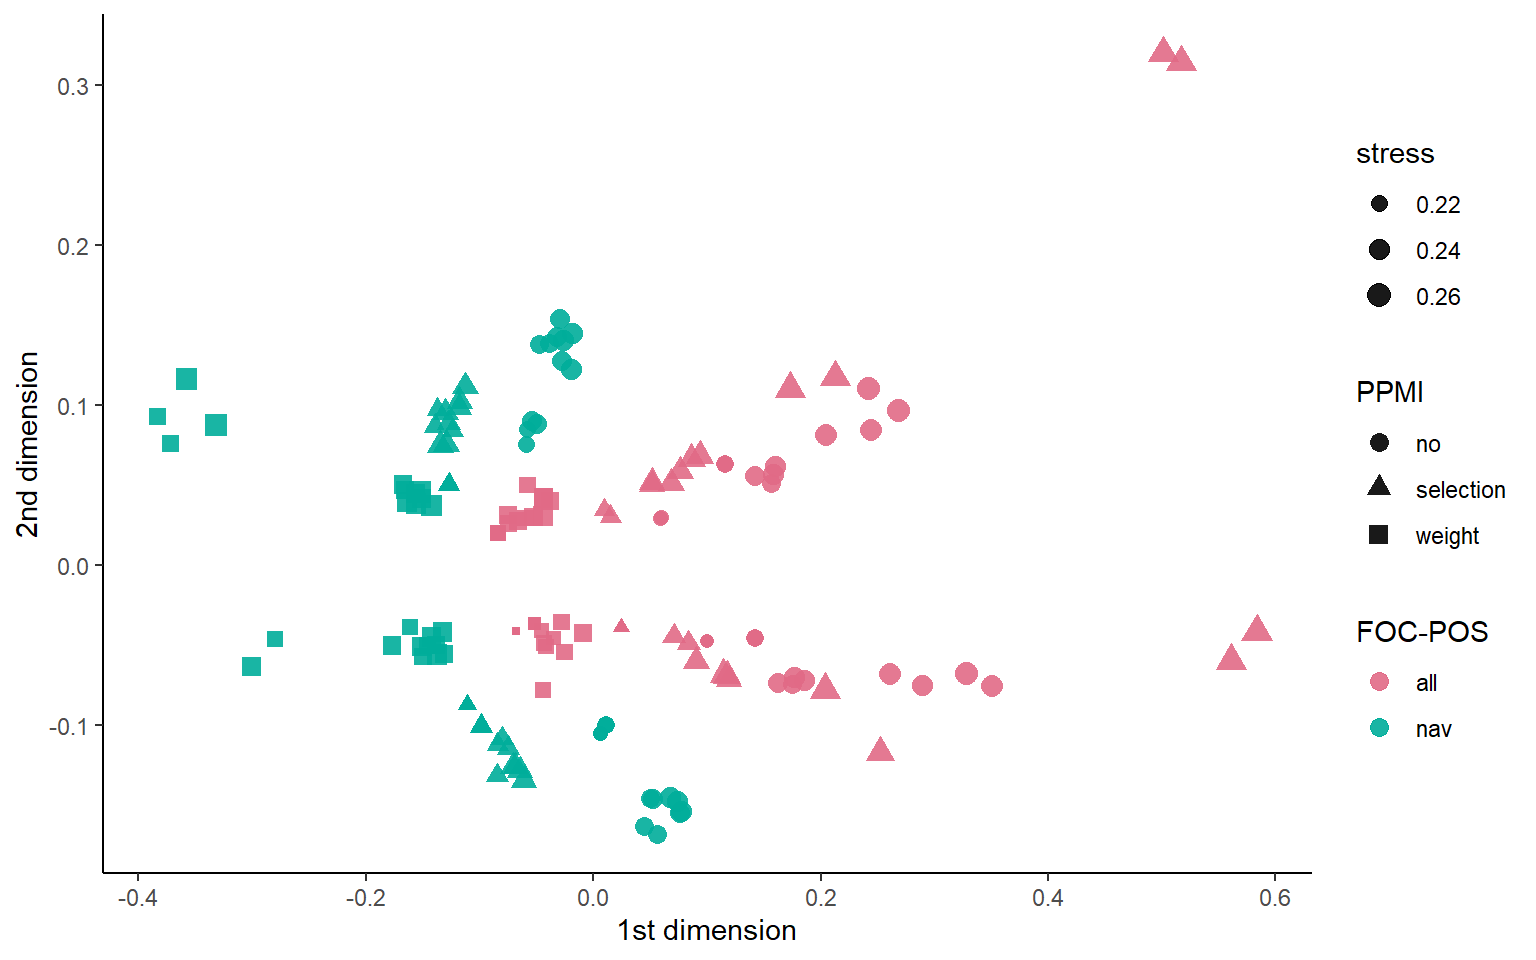 0.3
0.2
0.1
0.0
-0.1
2nd dimension
-0.4
-0.2
0.0
0.2
0.4
0.6
1st dimension
stress
0.22
0.24
0.26
PPMI
no
selection
weight
FOC-POS
all
nav